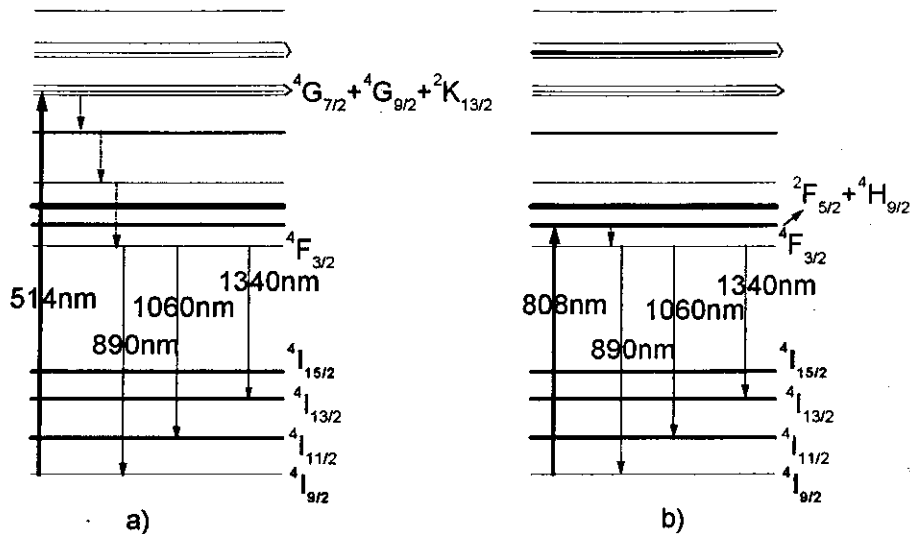 ⁴G₇/₂+⁴G₉/₂+²K₁₃/₂
⁴F₃/₂
514nm
1060nm
1340nm
890nm
⁴I₁₅/₂
⁴I₁₃/₂
⁴I₁₁/₂
⁴I₉/₂
a)
²F₅/₂+⁴H₉/₂
⁴F₃/₂
808nm
1060nm
1340nm
890nm
⁴I₁₅/₂
⁴I₁₃/₂
⁴I₁₁/₂
⁴I₉/₂
b)